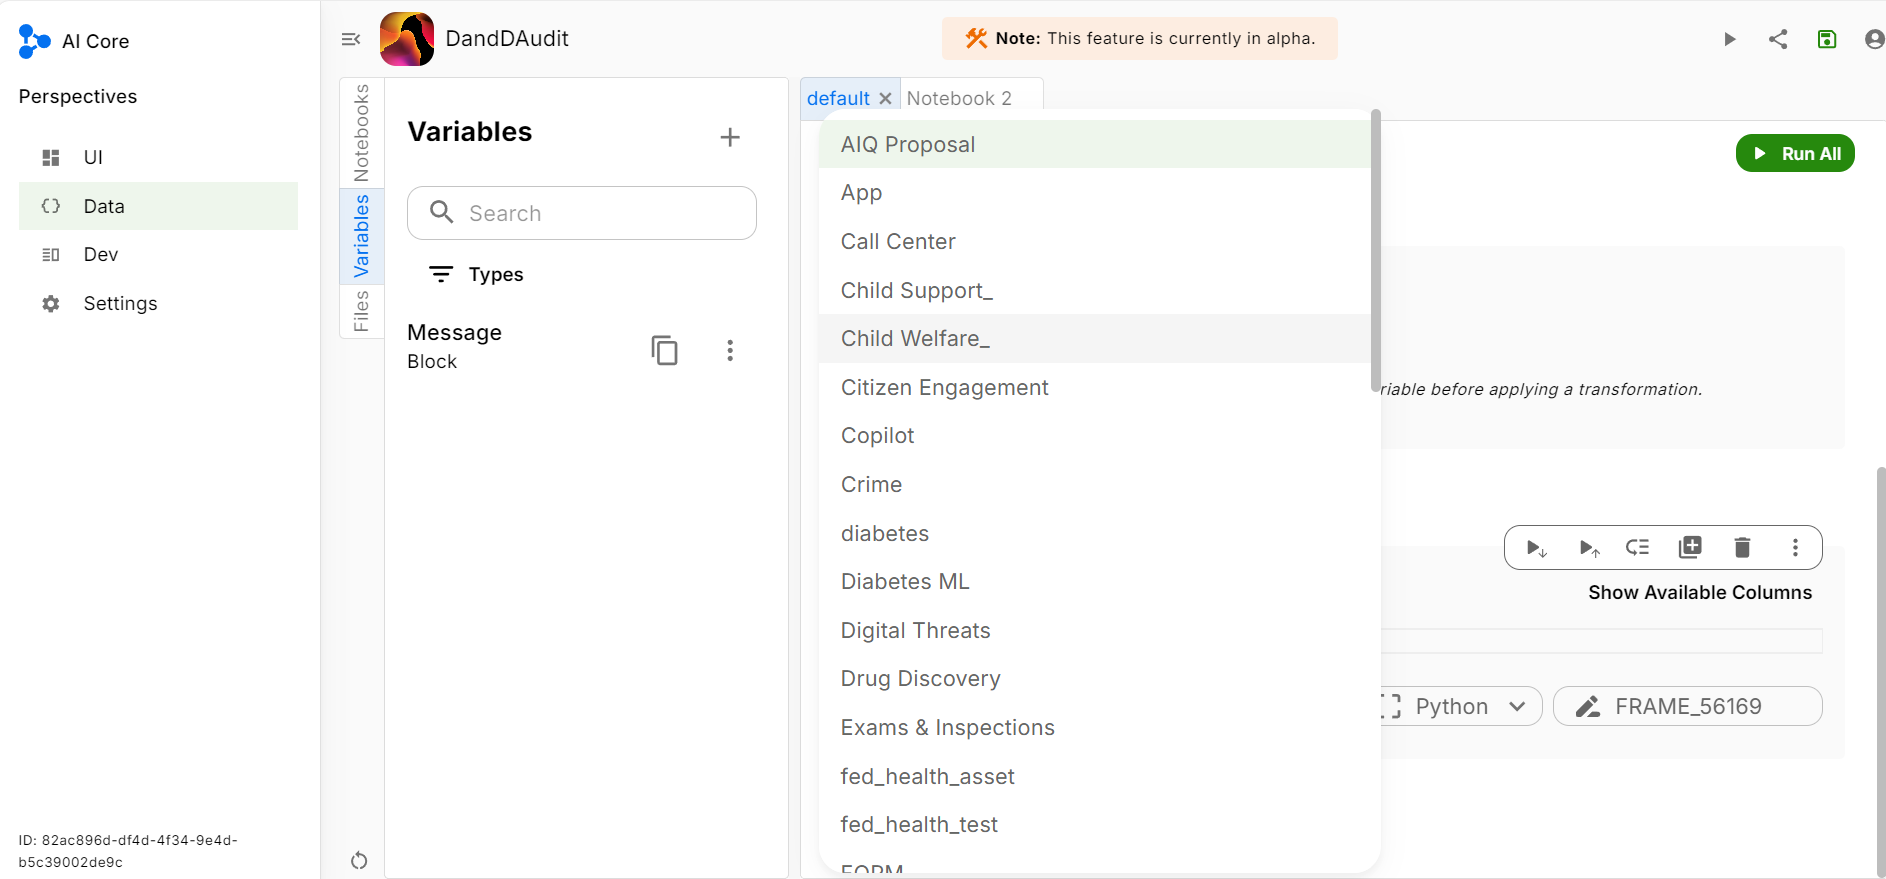 AI Core
Perspectives
UI
Data
Dev
Settings
ID: 82ac896d-df4d-4f34-9e4d-
b5c39002de9c
DandDAudit
Note: This feature is currently in alpha.
Notebooks
Variables
Files
Variables
Search
Types
Message
Block
default
Notebook 2
Run All
AIQ Proposal
App
Call Center
Child Support_
Child Welfare_
Citizen Engagement
Copilot
Crime
diabetes
Diabetes ML
Digital Threats
Drug Discovery
Exams & Inspections
fed_health_asset
fed_health_test
riable before applying a transformation.
Show Available Columns
Python
FRAME_56169